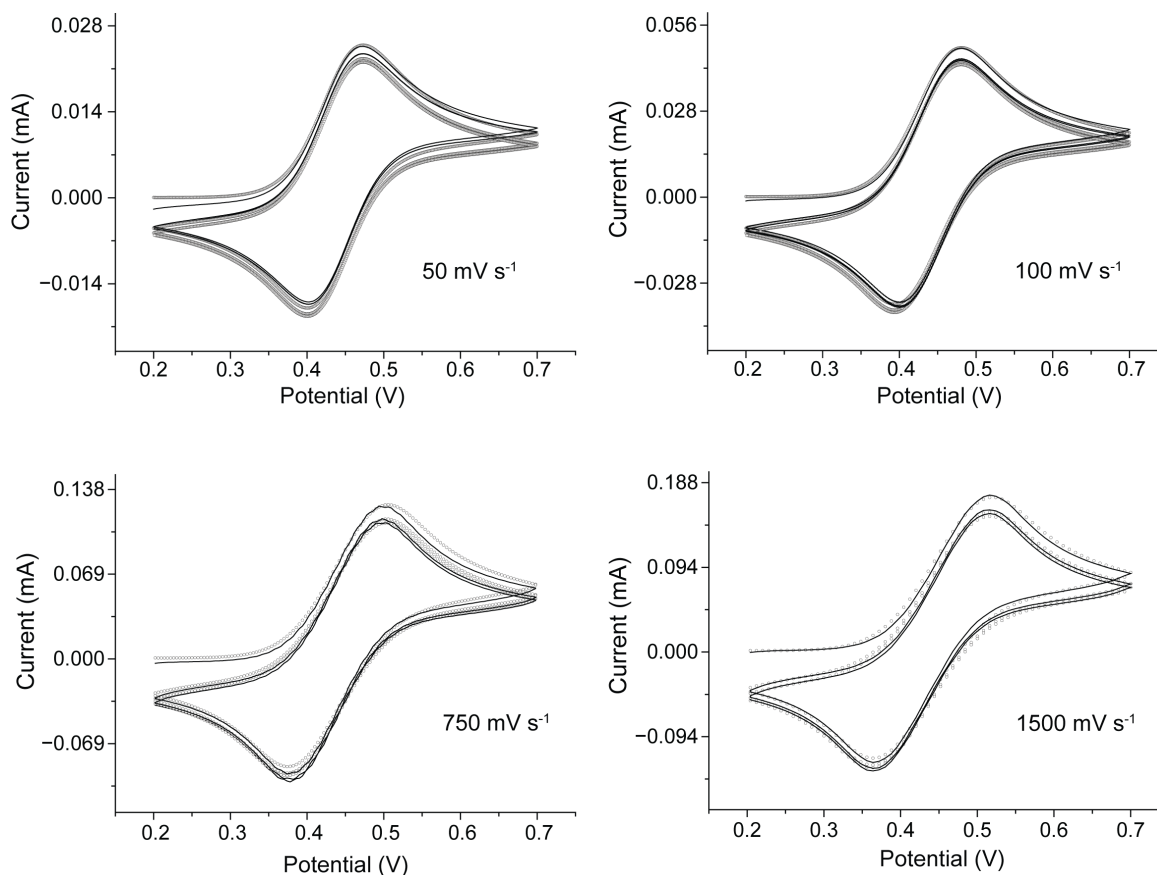 0.028
0.014
0.000
−0.014
Current (mA)
50 mV s-1
0.2 0.3 0.4 0.5 0.6 0.7
Potential (V)
0.056
0.028
0.000
−0.028
Current (mA)
100 mV s-1
0.2 0.3 0.4 0.5 0.6 0.7
Potential (V)
0.138
0.069
0.000
−0.069
Current (mA)
750 mV s-1
0.2 0.3 0.4 0.5 0.6 0.7
Potential (V)
0.188
0.094
0.000
−0.094
Current (mA)
1500 mV s-1
0.2 0.3 0.4 0.5 0.6 0.7
Potential (V)